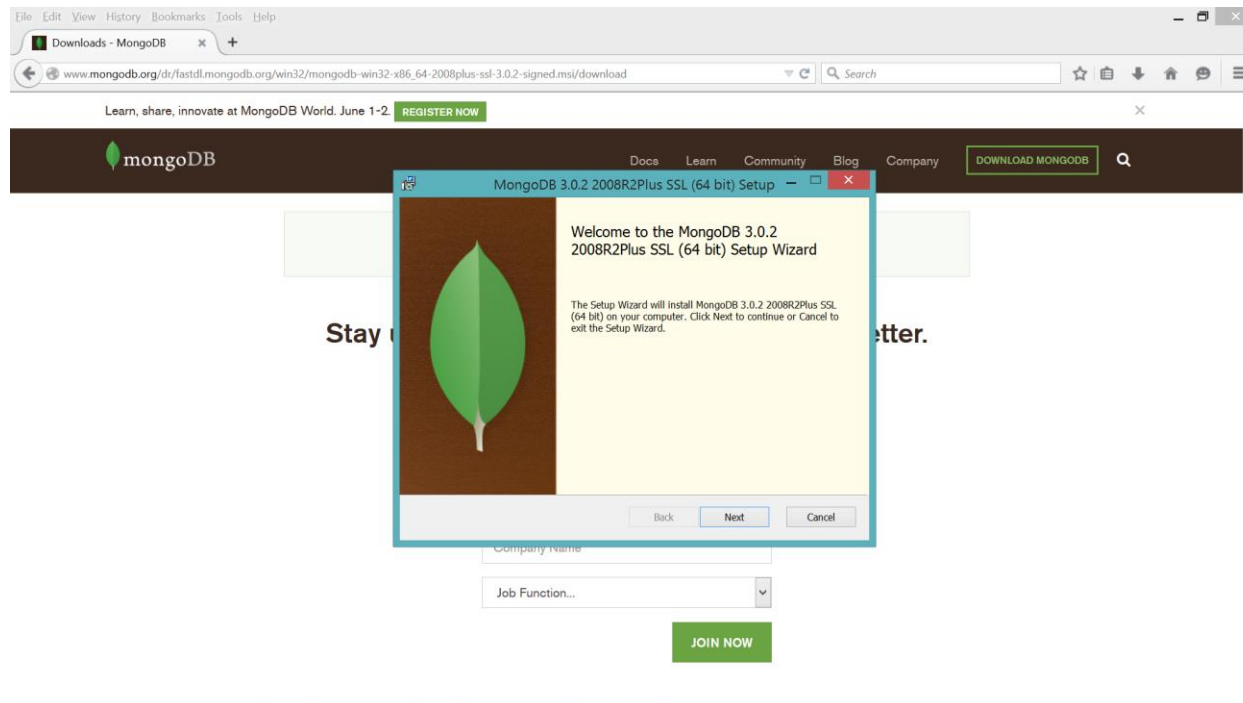 File Edit View History Bookmarks Tools Help
Downloads - MongoDB
www.mongodb.org/dr/fastdl.mongodb.org/win32/mongodb-win32-x86_64-2008plus-ssl-3.0.2-signed.msi/download
Search
Learn, share, innovate at MongoDB World. June 1-2. REGISTER NOW
mongoDB
Docs Learn Community Blog Company DOWNLOAD MONGODB
MongoDB 3.0.2 2008R2Plus SSL (64 bit) Setup
Welcome to the MongoDB 3.0.2
2008R2Plus SSL (64 bit) Setup Wizard
The Setup Wizard will install MongoDB 3.0.2 2008R2Plus SSL
(64 bit) on your computer. Click Next to continue or Cancel to
exit the Setup Wizard.
Stay
Back Next Cancel
Company Name
Job Function...
JOIN NOW